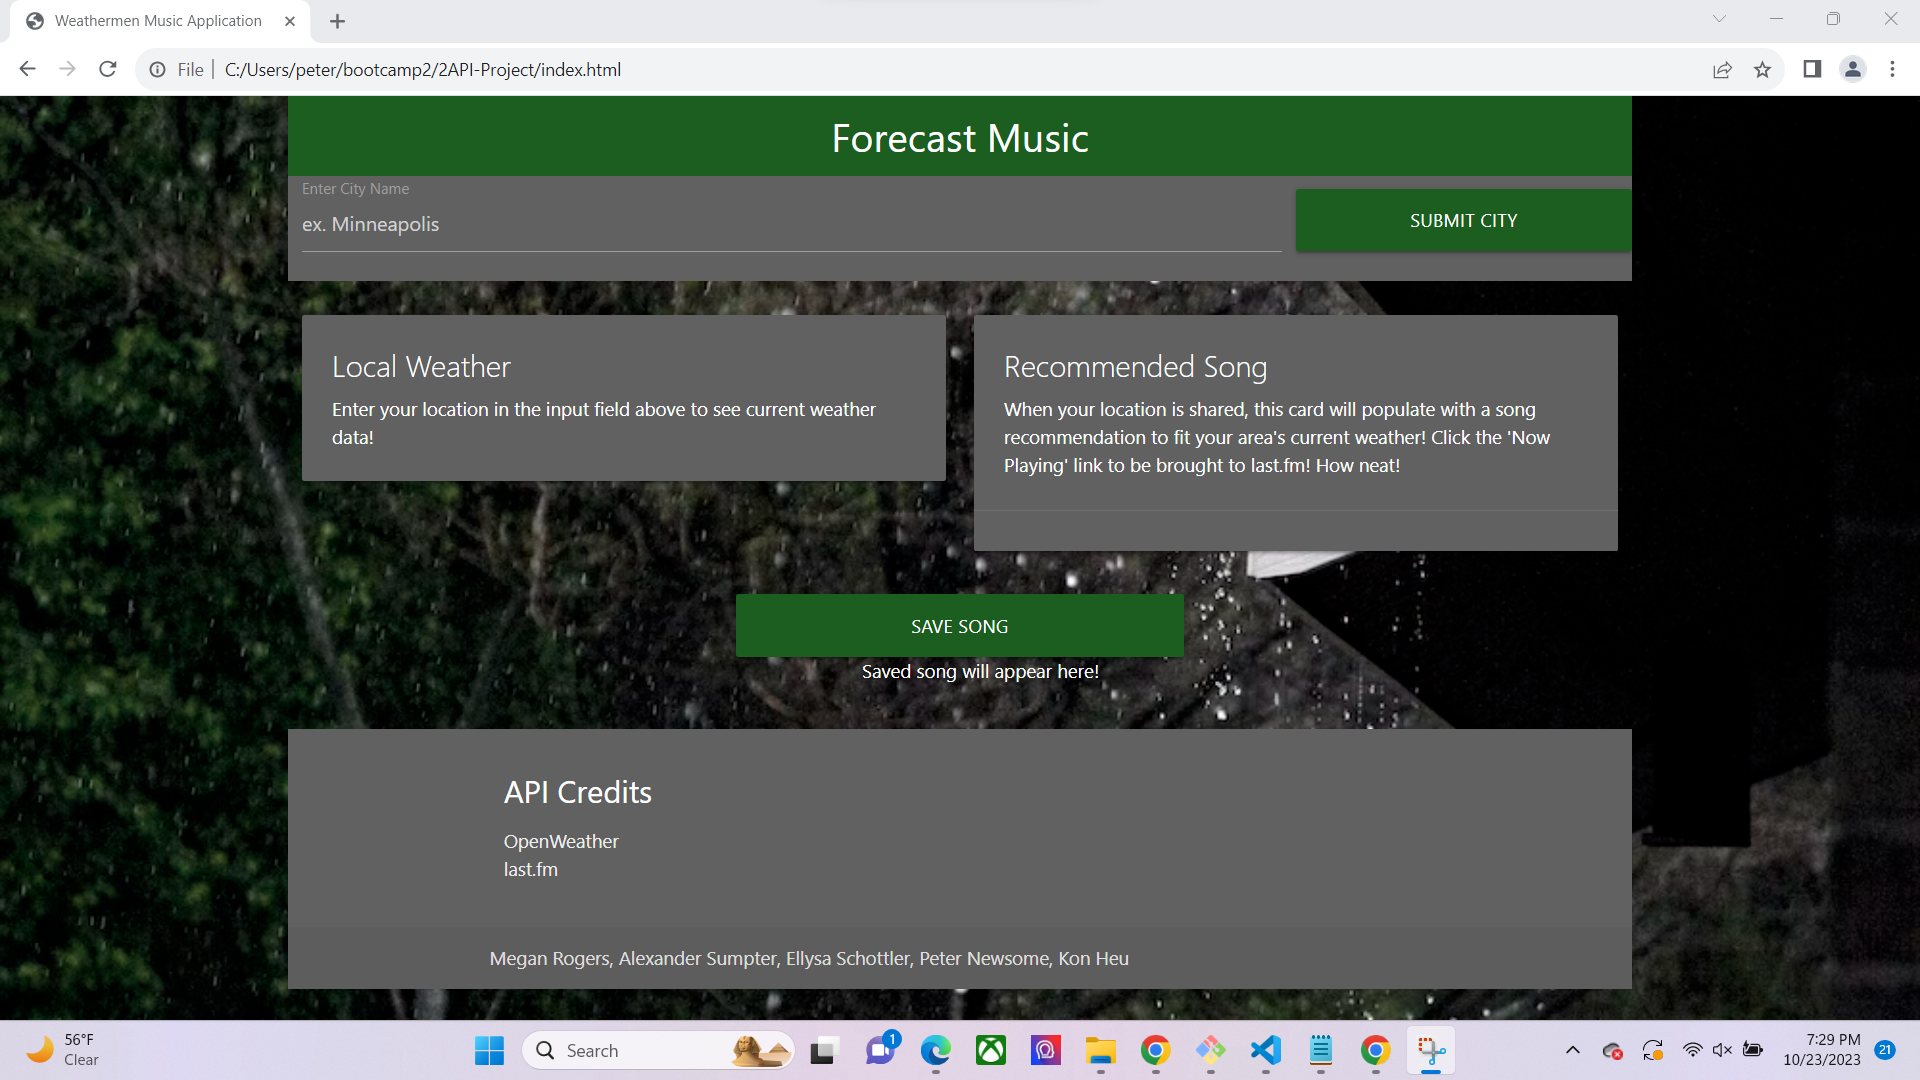 Weathermen Music Application
File
C:/Users/peter/bootcamp2/2API-Project/index.html
Forecast Music
Enter City Name
ex. Minneapolis
SUBMIT CITY
Local Weather
Enter your location in the input field above to see current weather
data!
Recommended Song
When your location is shared, this card will populate with a song
recommendation to fit your area's current weather! Click the 'Now
Playing' link to be brought to last.fm! How neat!
SAVE SONG
Saved song will appear here!
API Credits
OpenWeather
last.fm
Megan Rogers, Alexander Sumpter, Ellysa Schottler, Peter Newsome, Kon Heu
56°F
Clear
Search
1
7:29 PM
10/23/2023
21